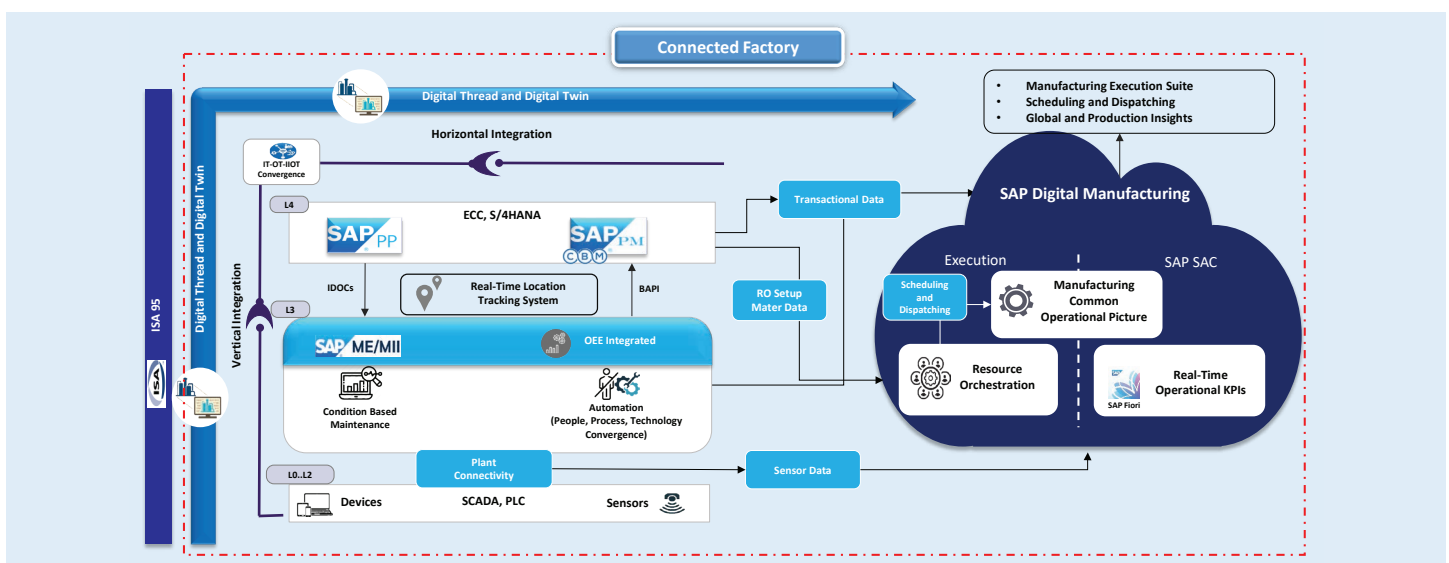 Connected Factory
Digital Thread and Digital Twin
• Manufacturing Execution Suite
• Scheduling and Dispatching
• Global and Production Insights
Horizontal Integration
IT-OT-IIOT
Convergence
ISA 95
ISA
Digital Thread and Digital Twin
Vertical Integration
L4
ECC, S/4HANA
SAP PP
SAP PM
CBM
IDOCs
Real-Time Location
Tracking System
BAPI
L3
SAP ME/MII
OEE Integrated
Condition Based
Maintenance
Automation
(People, Process, Technology
Convergence)
Plant
Connectivity
L0..L2
Devices
SCADA, PLC
Sensors
Transactional Data
RO Setup
Mater Data
Sensor Data
SAP Digital Manufacturing
Execution
SAP SAC
Scheduling
and
Dispatching
Manufacturing
Common
Operational Picture
Resource
Orchestration
SAP
SAP Fiori
Real-Time
Operational KPIs